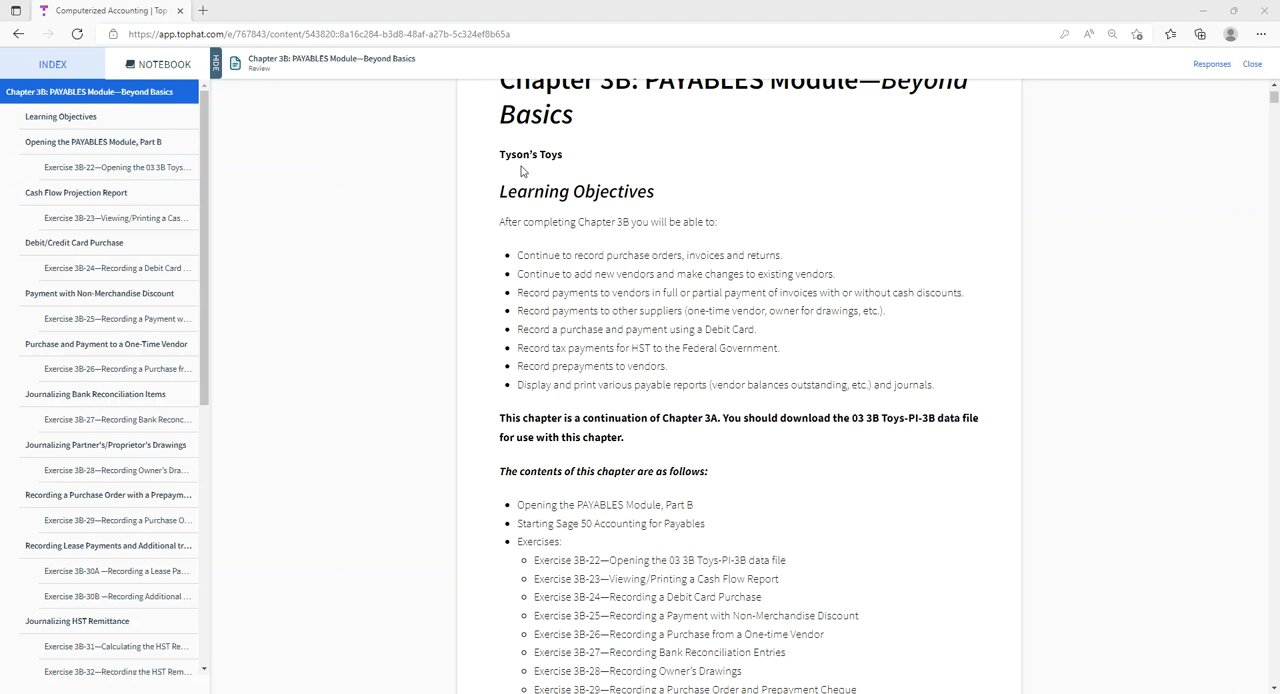 Computerized Accounting | Top
https://app.tophat.com/e/767843/content/543820::8a16c284-b3d8-48af-a27b-5c324ef8b65a
INDEX
NOTEBOOK
HIDE
Chapter 3B: PAYABLES Module—Beyond Basics
Review
Responses
Close
Chapter 3B: PAYABLES Module—Beyond Basics
Learning Objectives
Opening the PAYABLES Module, Part B
Exercise 3B-22—Opening the 03 3B Toys...
Cash Flow Projection Report
Exercise 3B-23—Viewing/Printing a Cas...
Debit/Credit Card Purchase
Exercise 3B-24—Recording a Debit Card ...
Payment with Non-Merchandise Discount
Exercise 3B-25—Recording a Payment w...
Purchase and Payment to a One-Time Vendor
Exercise 3B-26—Recording a Purchase fr...
Journalizing Bank Reconciliation Items
Exercise 3B-27—Recording Bank Reconc...
Journalizing Partner's/Proprietor's Drawings
Exercise 3B-28—Recording Owner's Dra...
Recording a Purchase Order with a Prepaym...
Exercise 3B-29—Recording a Purchase O...
Recording Lease Payments and Additional tr...
Exercise 3B-30A —Recording a Lease Pa...
Exercise 3B-30B —Recording Additional ...
Journalizing HST Remittance
Exercise 3B-31—Calculating the HST Re...
Exercise 3B-32—Recording the HST Rem...
Chapter 3B: PAYABLES Module—Beyond
Basics
Tyson's Toys
Learning Objectives
After completing Chapter 3B you will be able to:
• Continue to record purchase orders, invoices and returns.
• Continue to add new vendors and make changes to existing vendors.
• Record payments to vendors in full or partial payment of invoices with or without cash discounts.
• Record payments to other suppliers (one-time vendor, owner for drawings, etc.).
• Record a purchase and payment using a Debit Card.
• Record tax payments for HST to the Federal Government.
• Record prepayments to vendors.
• Display and print various payable reports (vendor balances outstanding, etc.) and journals.
This chapter is a continuation of Chapter 3A. You should download the 03 3B Toys-PI-3B data file
for use with this chapter.
The contents of this chapter are as follows:
• Opening the PAYABLES Module, Part B
• Starting Sage 50 Accounting for Payables
• Exercises:
Exercise 3B-22—Opening the 03 3B Toys-PI-3B data file
Exercise 3B-23—Viewing/Printing a Cash Flow Report
Exercise 3B-24—Recording a Debit Card Purchase
Exercise 3B-25—Recording a Payment with Non-Merchandise Discount
Exercise 3B-26—Recording a Purchase from a One-time Vendor
Exercise 3B-27—Recording Bank Reconciliation Entries
Exercise 3B-28—Recording Owner's Drawings
Exercise 3B-29—Recording a Purchase Order and Prepayment Cheque